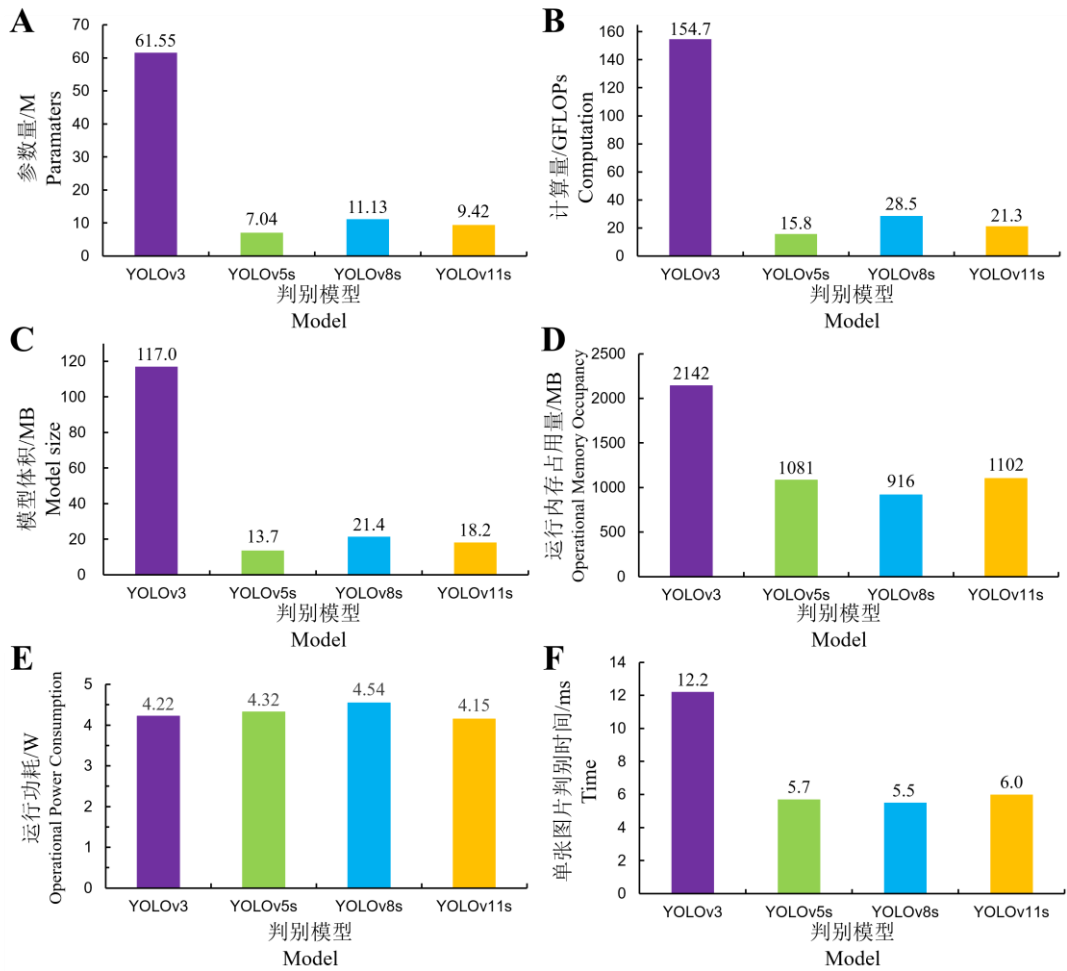 A
参数量/M
Paramaters
70
60
50
40
30
20
10
0
61.55
7.04
11.13
9.42
YOLOv3
YOLOv5s
YOLOv8s
YOLOv11s
判别模型
Model
B
计算量/GFLOPs
Computation
160
140
120
100
80
60
40
20
0
154.7
15.8
28.5
21.3
YOLOv3
YOLOv5s
YOLOv8s
YOLOv11s
判别模型
Model
C
模型体积/MB
Model size
120
100
80
60
40
20
0
117.0
13.7
21.4
18.2
YOLOv3
YOLOv5s
YOLOv8s
YOLOv11s
判别模型
Model
D
运行内存占用量/MB
Operational Memory Occupancy
2500
2000
1500
1000
500
0
2142
1081
916
1102
YOLOv3
YOLOv5s
YOLOv8s
YOLOv11s
判别模型
Model
E
运行功耗/W
Operational Power Consumption
5
4
4
3
3
2
2
1
1
0
4.22
4.32
4.54
4.15
YOLOv3
YOLOv5s
YOLOv8s
YOLOv11s
判别模型
Model
F
单张图片判别时间/ms
Time
14
12
10
8
6
4
2
0
12.2
5.7
5.5
6.0
YOLOv3
YOLOv5s
YOLOv8s
YOLOv11s
判别模型
Model